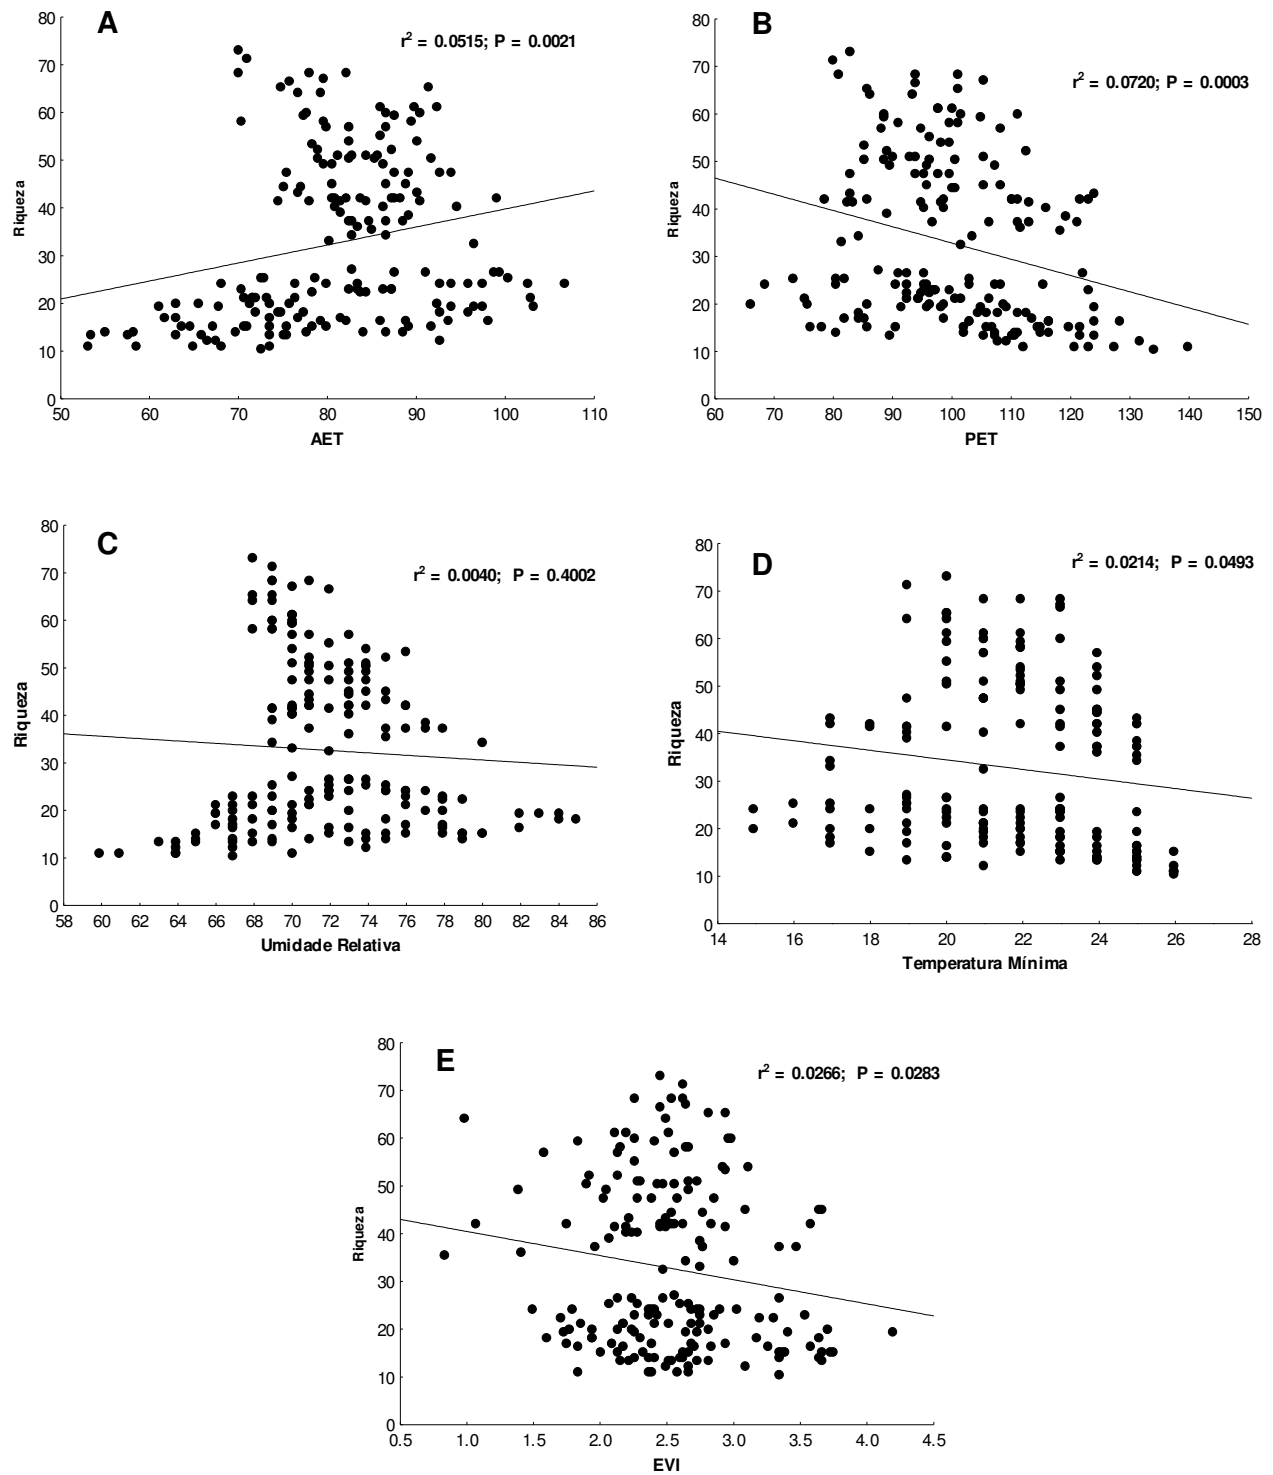 A
r2 = 0.0515; P = 0.0021
Riqueza
80
70
60
50
40
30
20
10
0
50 60 70 80 90 100 110
AET
B
r2 = 0.0720; P = 0.0003
Riqueza
80
70
60
50
40
30
20
10
0
60 70 80 90 100 110 120 130 140 150
PET
C
r2 = 0.0040; P = 0.4002
Riqueza
80
70
60
50
40
30
20
10
0
58 60 62 64 66 68 70 72 74 76 78 80 82 84 86
Umidade Relativa
D
r2 = 0.0214; P = 0.0493
Riqueza
80
70
60
50
40
30
20
10
0
14 16 18 20 22 24 26 28
Temperatura Mínima
E
r2 = 0.0266; P = 0.0283
Riqueza
80
70
60
50
40
30
20
10
0
0.5 1.0 1.5 2.0 2.5 3.0 3.5 4.0 4.5
EVI